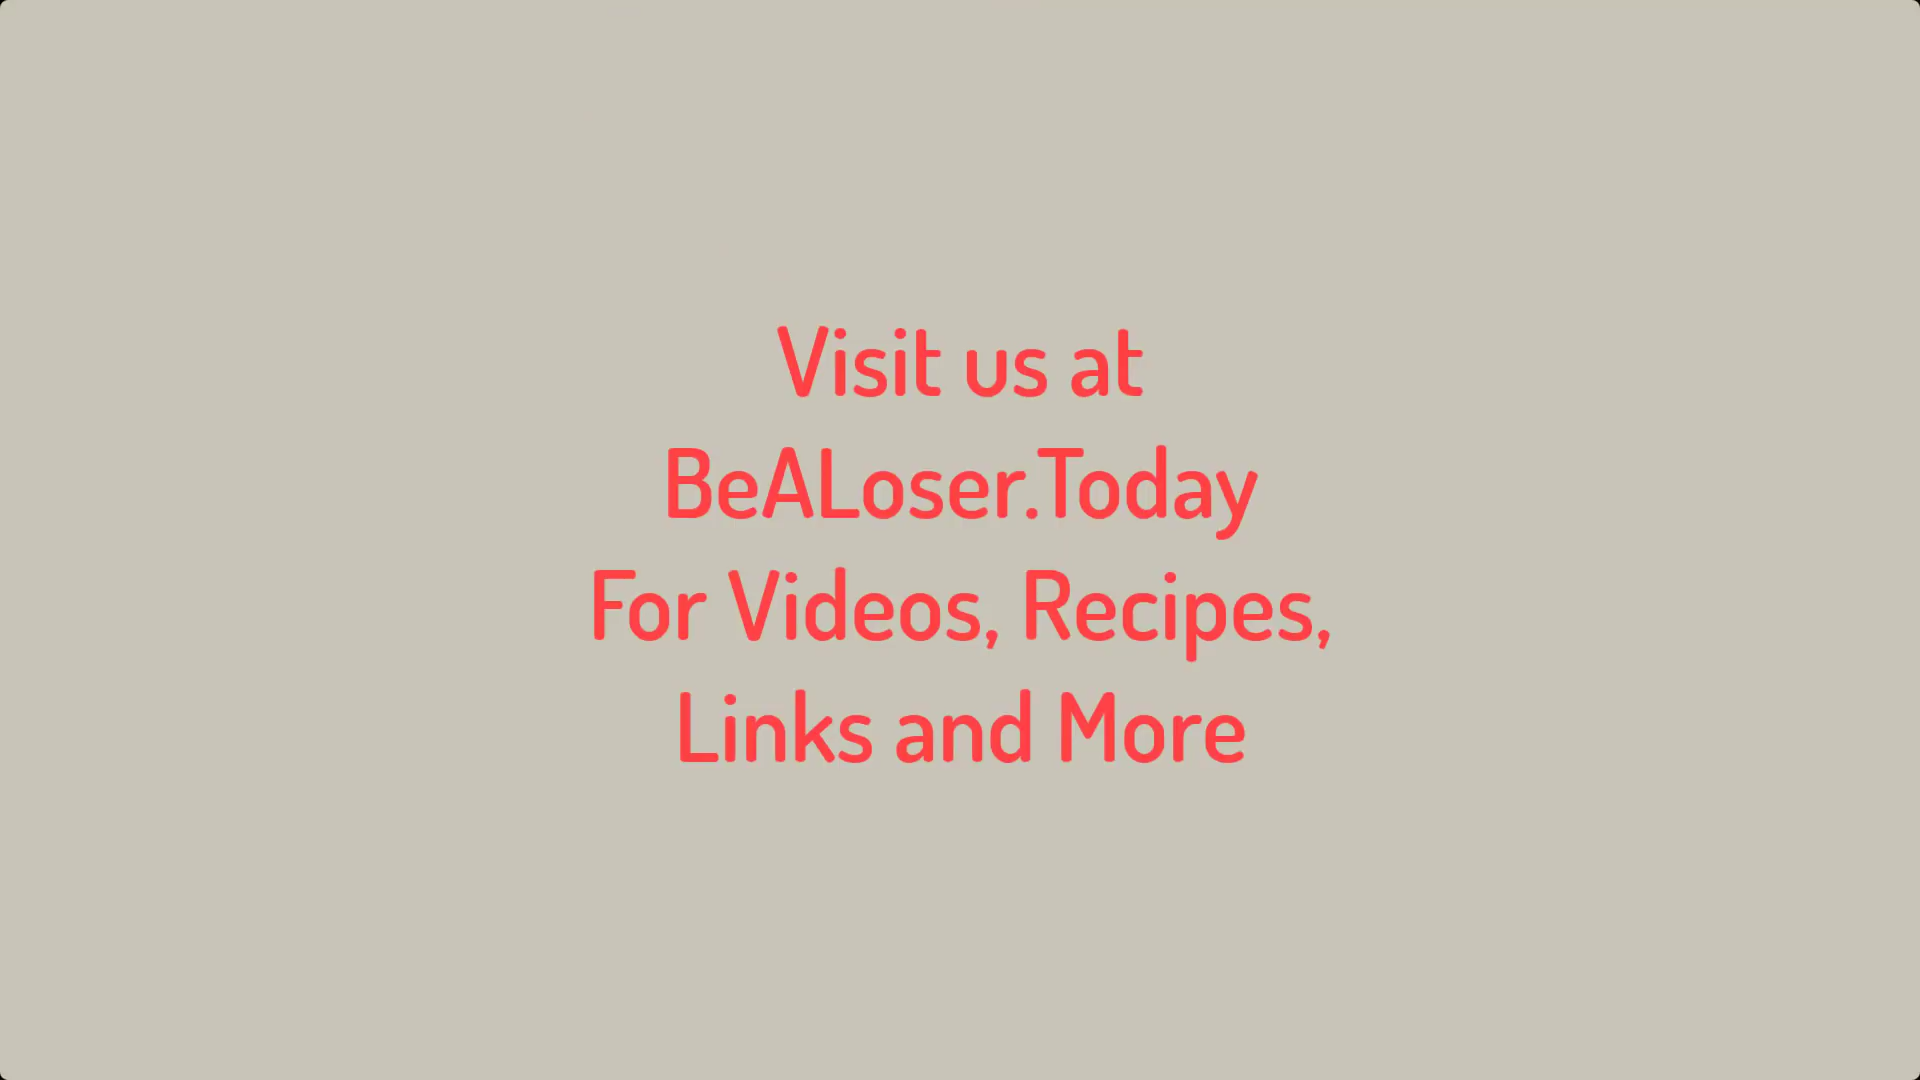 Visit us at
BeALoser.Today
For Videos, Recipes,
Links and More